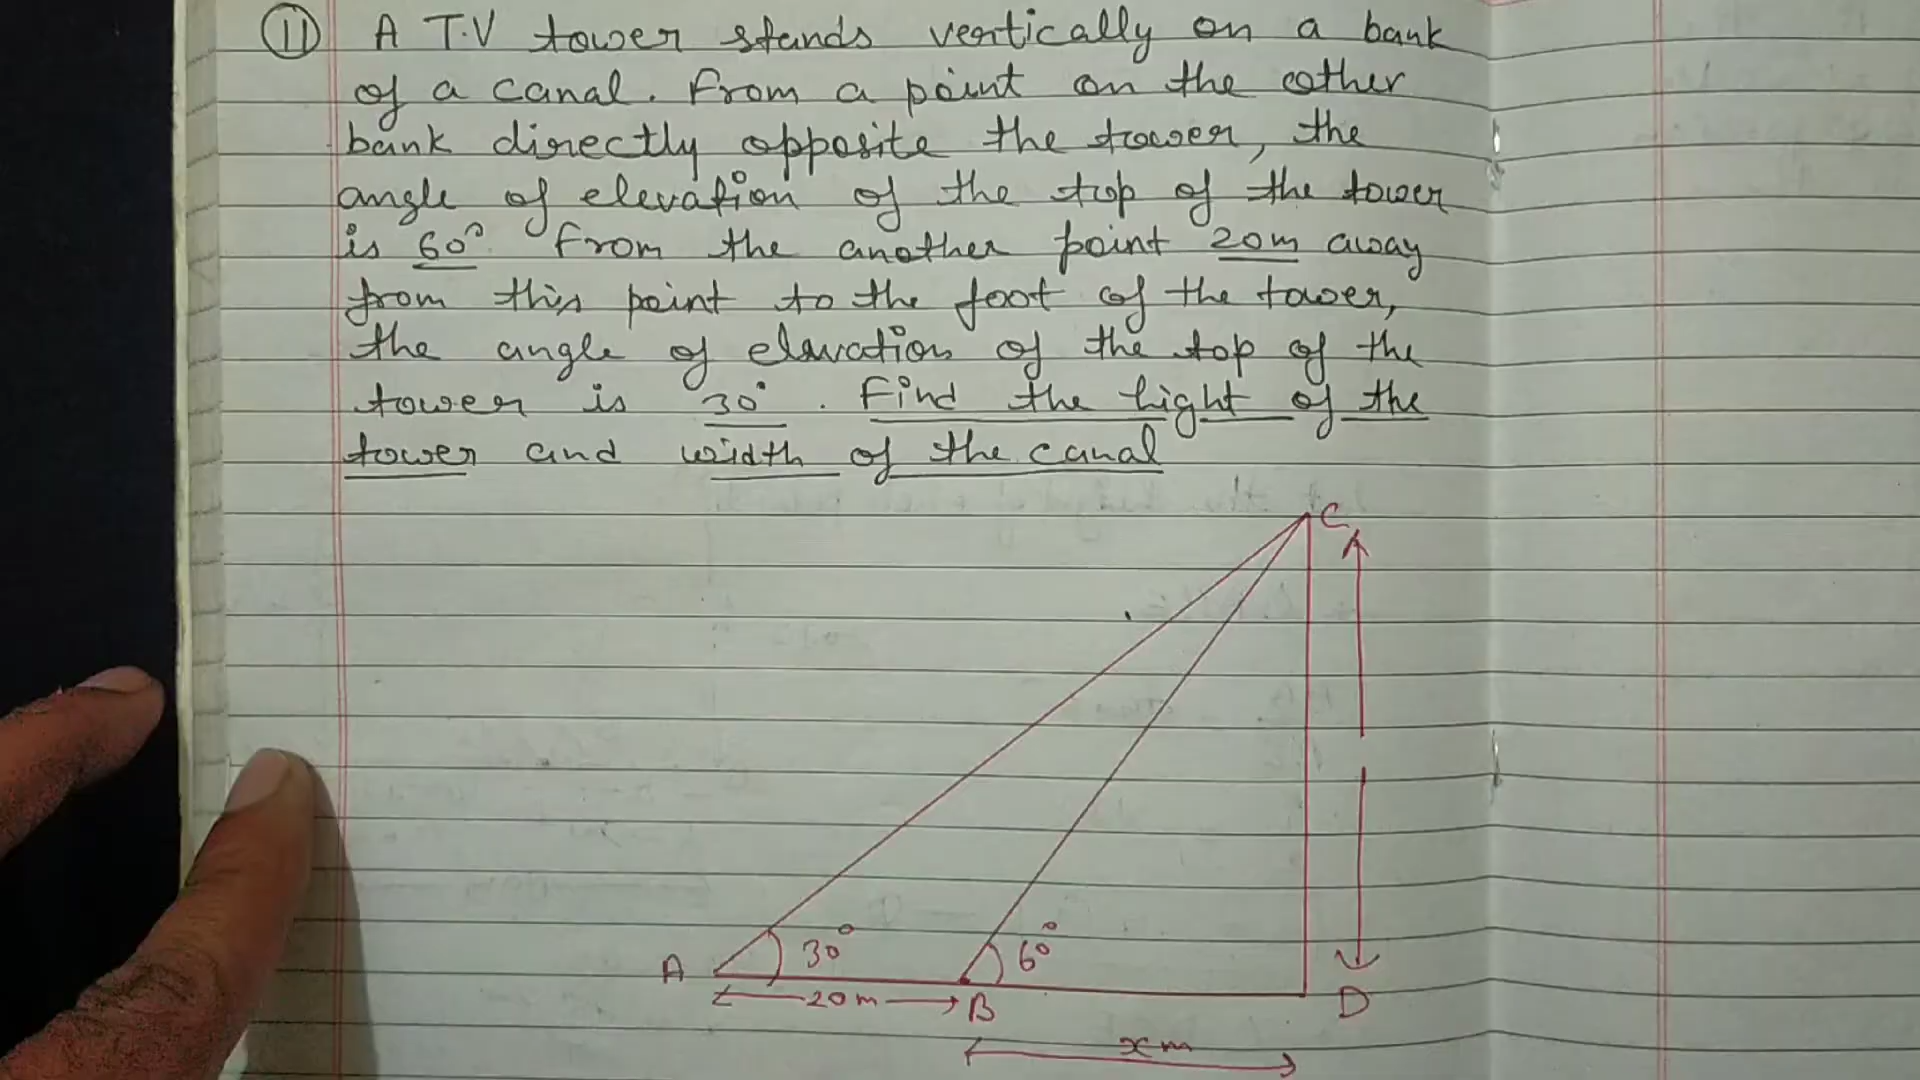 11 A T.V tower stands vertically on a bank
of a canal. From a point on the other
bank directly opposite the tower, the
angle of elevation of the top of the tower
is 60° From the another point 20m away
from this point to the foot of the tower,
the angle of elevation of the top of the
tower is 30°. Find the hight of the
tower and width of the canal
C
A 30° 60°
20m B D
x m